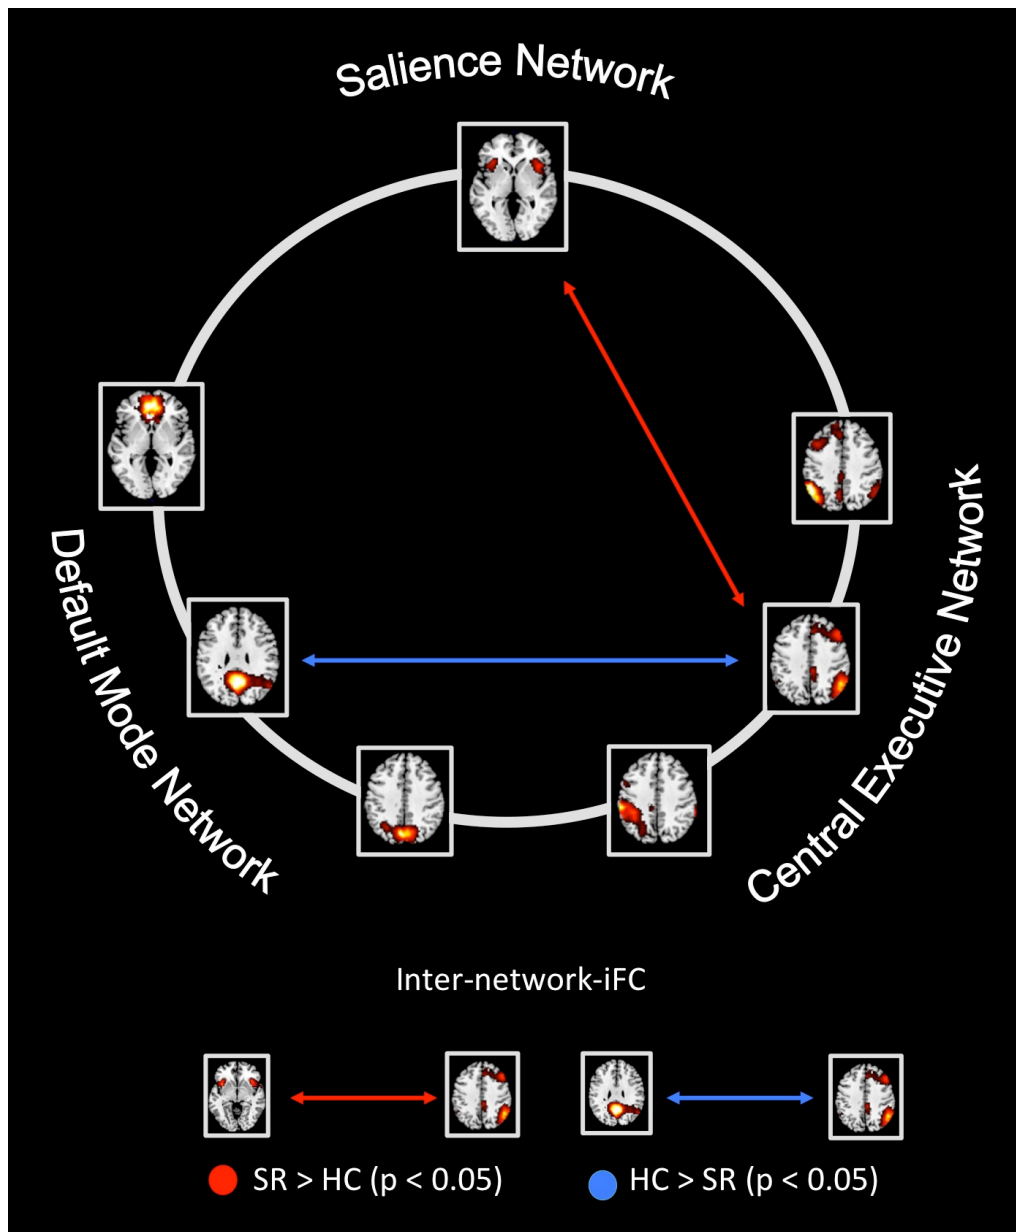 Salience Network
Default Mode Network
Central Executive Network
Inter-network-iFC
SR > HC (p < 0.05)
HC > SR (p < 0.05)